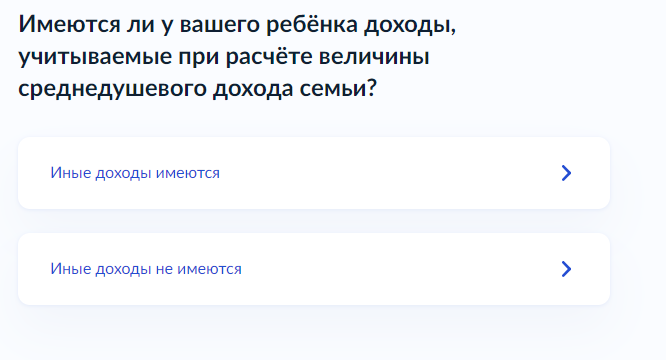 Имеются ли у вашего ребёнка доходы,
учитываемые при расчёте величины
среднедушевого дохода семьи?
Иные доходы имеются
Иные доходы не имеются